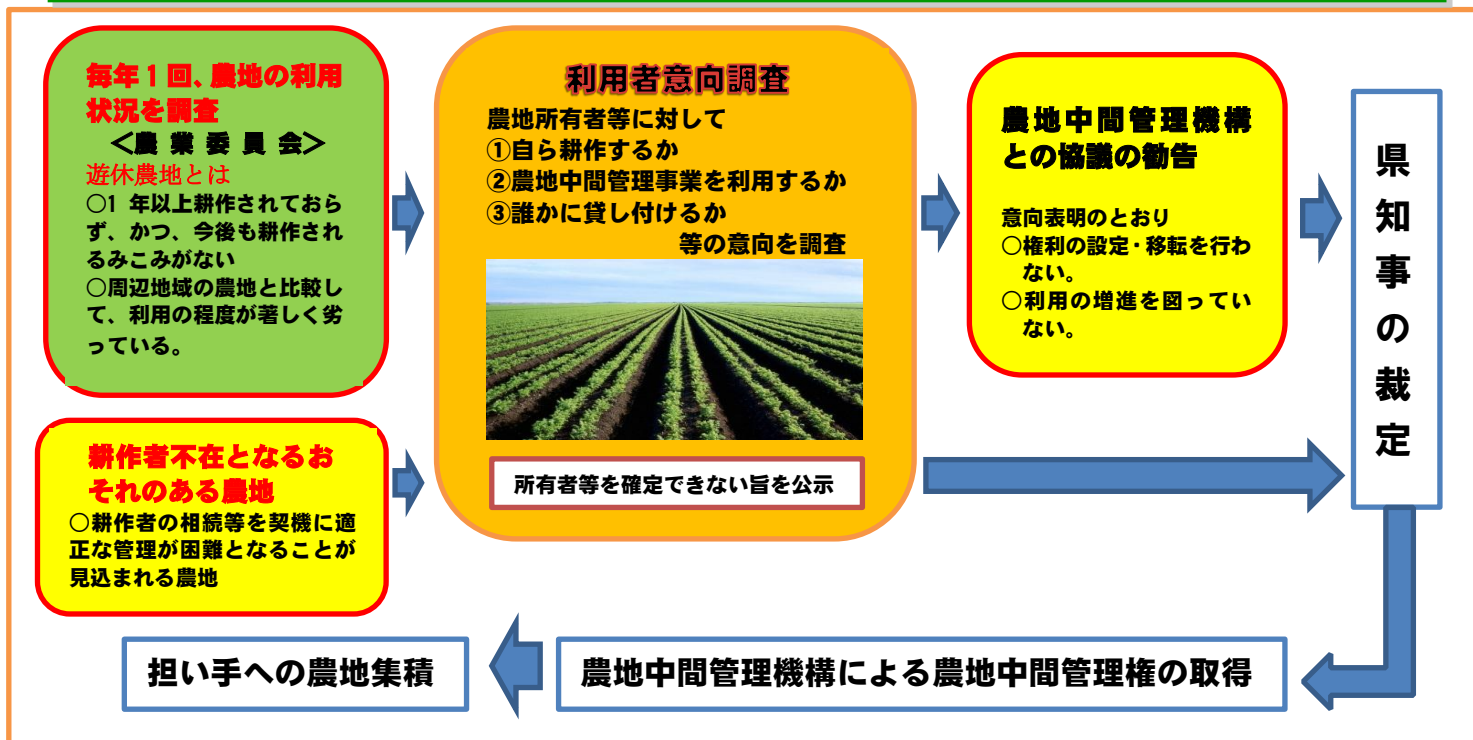 毎年1回、農地の利用
状況を調査
＜農 業 委 員 会＞
遊休農地とは
○1 年以上耕作されておら
ず、かつ、今後も耕作され
るみこみがない
○周辺地域の農地と比較し
て、利用の程度が著しく劣
っている。
耕作者不在となるお
それのある農地
○耕作者の相続等を契機に適
正な管理が困難となることが
見込まれる農地
利用者意向調査
農地所有者等に対して
①自ら耕作するか
②農地中間管理事業を利用するか
③誰かに貸し付けるか
等の意向を調査
所有者等を確定できない旨を公示
農地中間管理機構
との協議の勧告
意向表明のとおり
○権利の設定・移転を行わ
ない。
○利用の増進を図ってい
ない。
県知事の裁定
農地中間管理機構による農地中間管理権の取得
担い手への農地集積